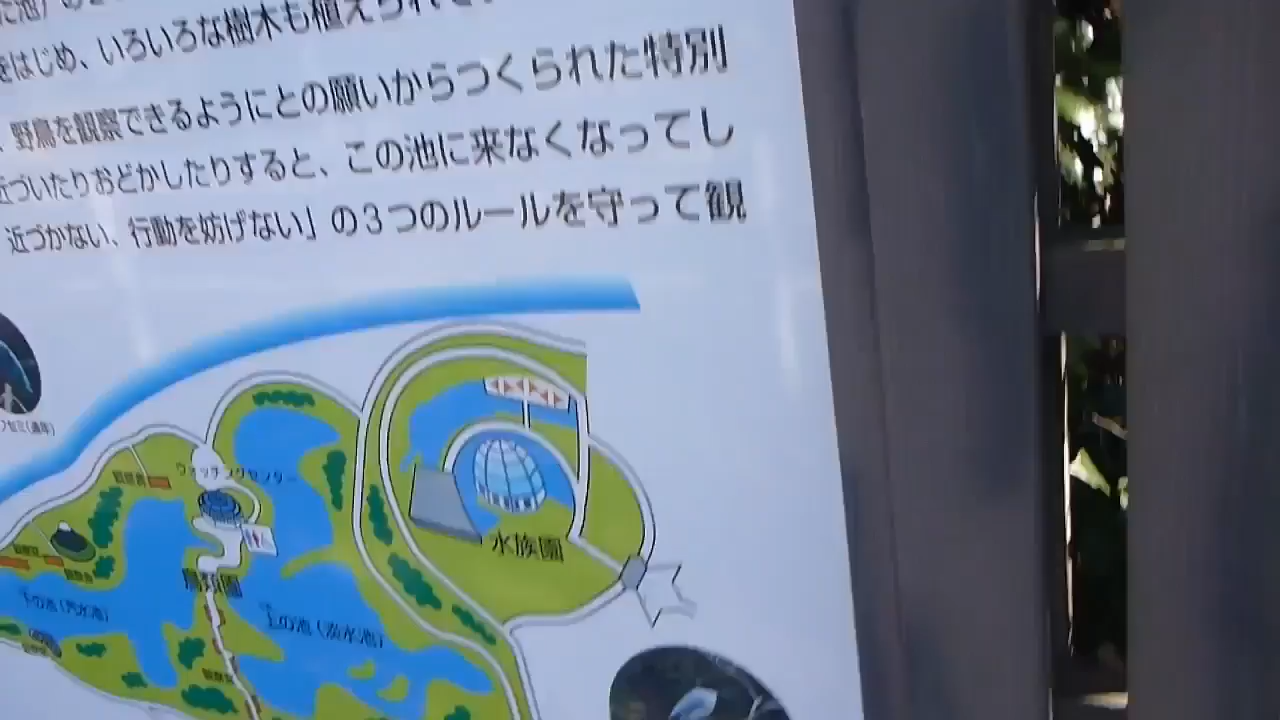 をはじめ、いろいろな樹木も植えられ
、野鳥を観察できるようにとの願いからつくられた特別
近づいたりおどかしたりすると、この池に来なくなってし
近づかない、行動を妨げない」の3つのルールを守って観
ウォッチングセンター
水族園
鳥類園
下の池(汽水池)
上の池(淡水池)